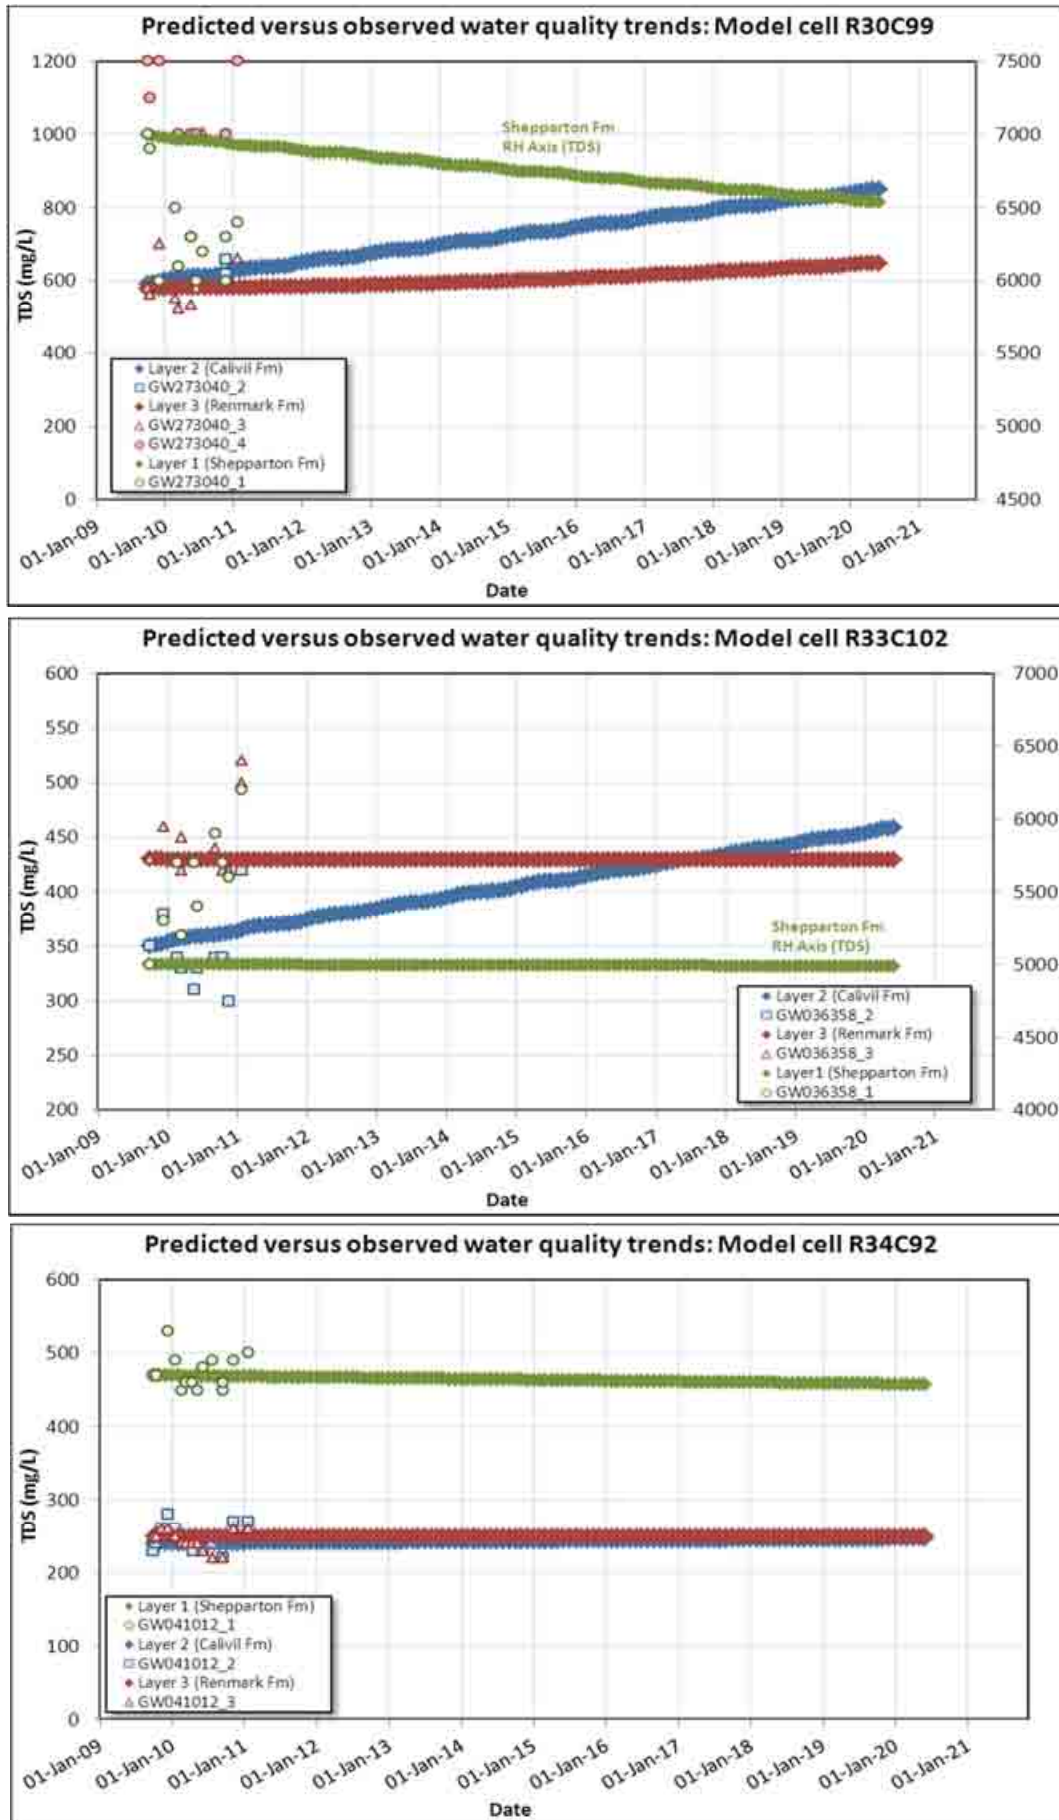 Predicted versus observed water quality trends: Model cell R30C99
1200
1000
800
600
400
200
0
TDS (mg/L)
7500
7000
6500
6000
5500
5000
4500
Shepparton Fm
RH Axis (TDS)
Layer 2 (Calivil Fm)
GW273040_2
Layer 3 (Renmark Fm)
GW273040_3
GW273040_4
Layer 1 (Shepparton Fm)
GW273040_1
01-Jan-09
01-Jan-10
01-Jan-11
01-Jan-12
01-Jan-13
01-Jan-14
01-Jan-15
01-Jan-16
01-Jan-17
01-Jan-18
01-Jan-19
01-Jan-20
01-Jan-21
Date
Predicted versus observed water quality trends: Model cell R33C102
600
550
500
450
400
350
300
250
200
TDS (mg/L)
7000
6500
6000
5500
5000
4500
4000
Shepparton Fm
RH Axis (TDS)
Layer 2 (Calivil Fm)
GW036358_2
Layer 3 (Renmark Fm)
GW036358_3
Layer1 (Shepparton Fm)
GW036358_1
01-Jan-09
01-Jan-10
01-Jan-11
01-Jan-12
01-Jan-13
01-Jan-14
01-Jan-15
01-Jan-16
01-Jan-17
01-Jan-18
01-Jan-19
01-Jan-20
01-Jan-21
Date
Predicted versus observed water quality trends: Model cell R34C92
600
500
400
300
200
100
0
TDS (mg/L)
Layer 1 (Shepparton Fm)
GW041012_1
Layer 2 (Calivil Fm)
GW041012_2
Layer 3 (Renmark Fm)
GW041012_3
01-Jan-09
01-Jan-10
01-Jan-11
01-Jan-12
01-Jan-13
01-Jan-14
01-Jan-15
01-Jan-16
01-Jan-17
01-Jan-18
01-Jan-19
01-Jan-20
01-Jan-21
Date